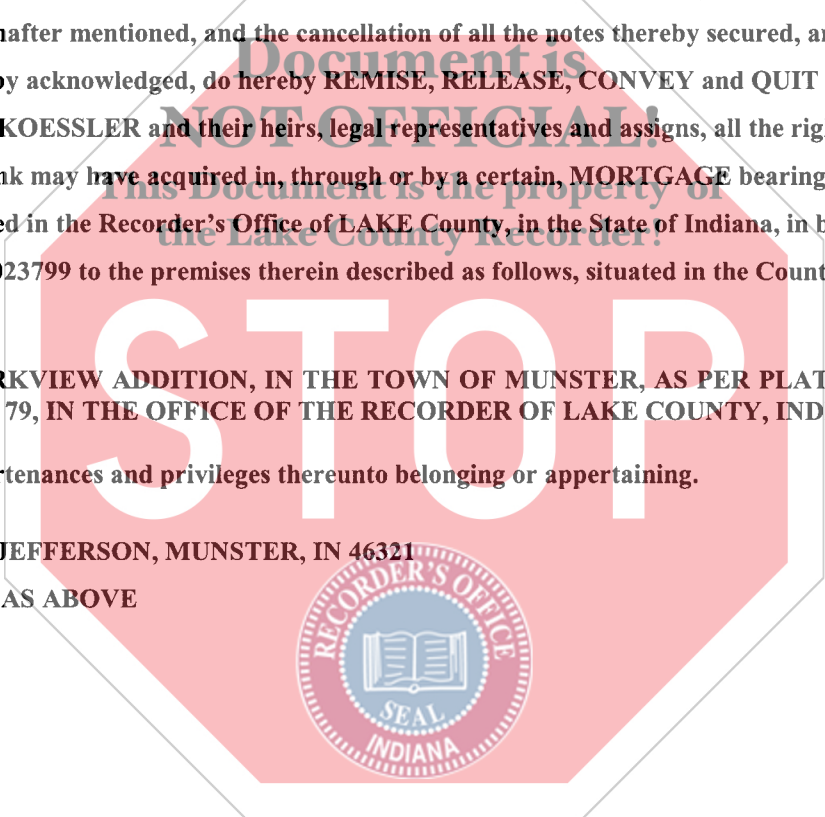 after mentioned, and the cancellation of all the notes thereby secured,
Document is
by acknowledged, do hereby REMISE, RELEASE, CONVEY and QUIT
NOT OFFICIAL!
KOESSLER and their heirs, legal representatives and assigns, all the
nk may have acquired in, through or by a certain, MORTGAGE bearing
This Document is the property of
ed in the Recorder's Office of LAKE County, in the State of Indiana, in
the Lake County Recorder!
23799 to the premises therein described as follows, situated in the
STOP
RKVIEW ADDITION, IN THE TOWN OF MUNSTER, AS PER PLAT
79, IN THE OFFICE OF THE RECORDER OF LAKE COUNTY, IND
rtenances and privileges thereunto belonging or appertaining.
JEFFERSON, MUNSTER, IN 46321
AS ABOVE
RECORDER'S OFFICE
SEAL
INDIANA